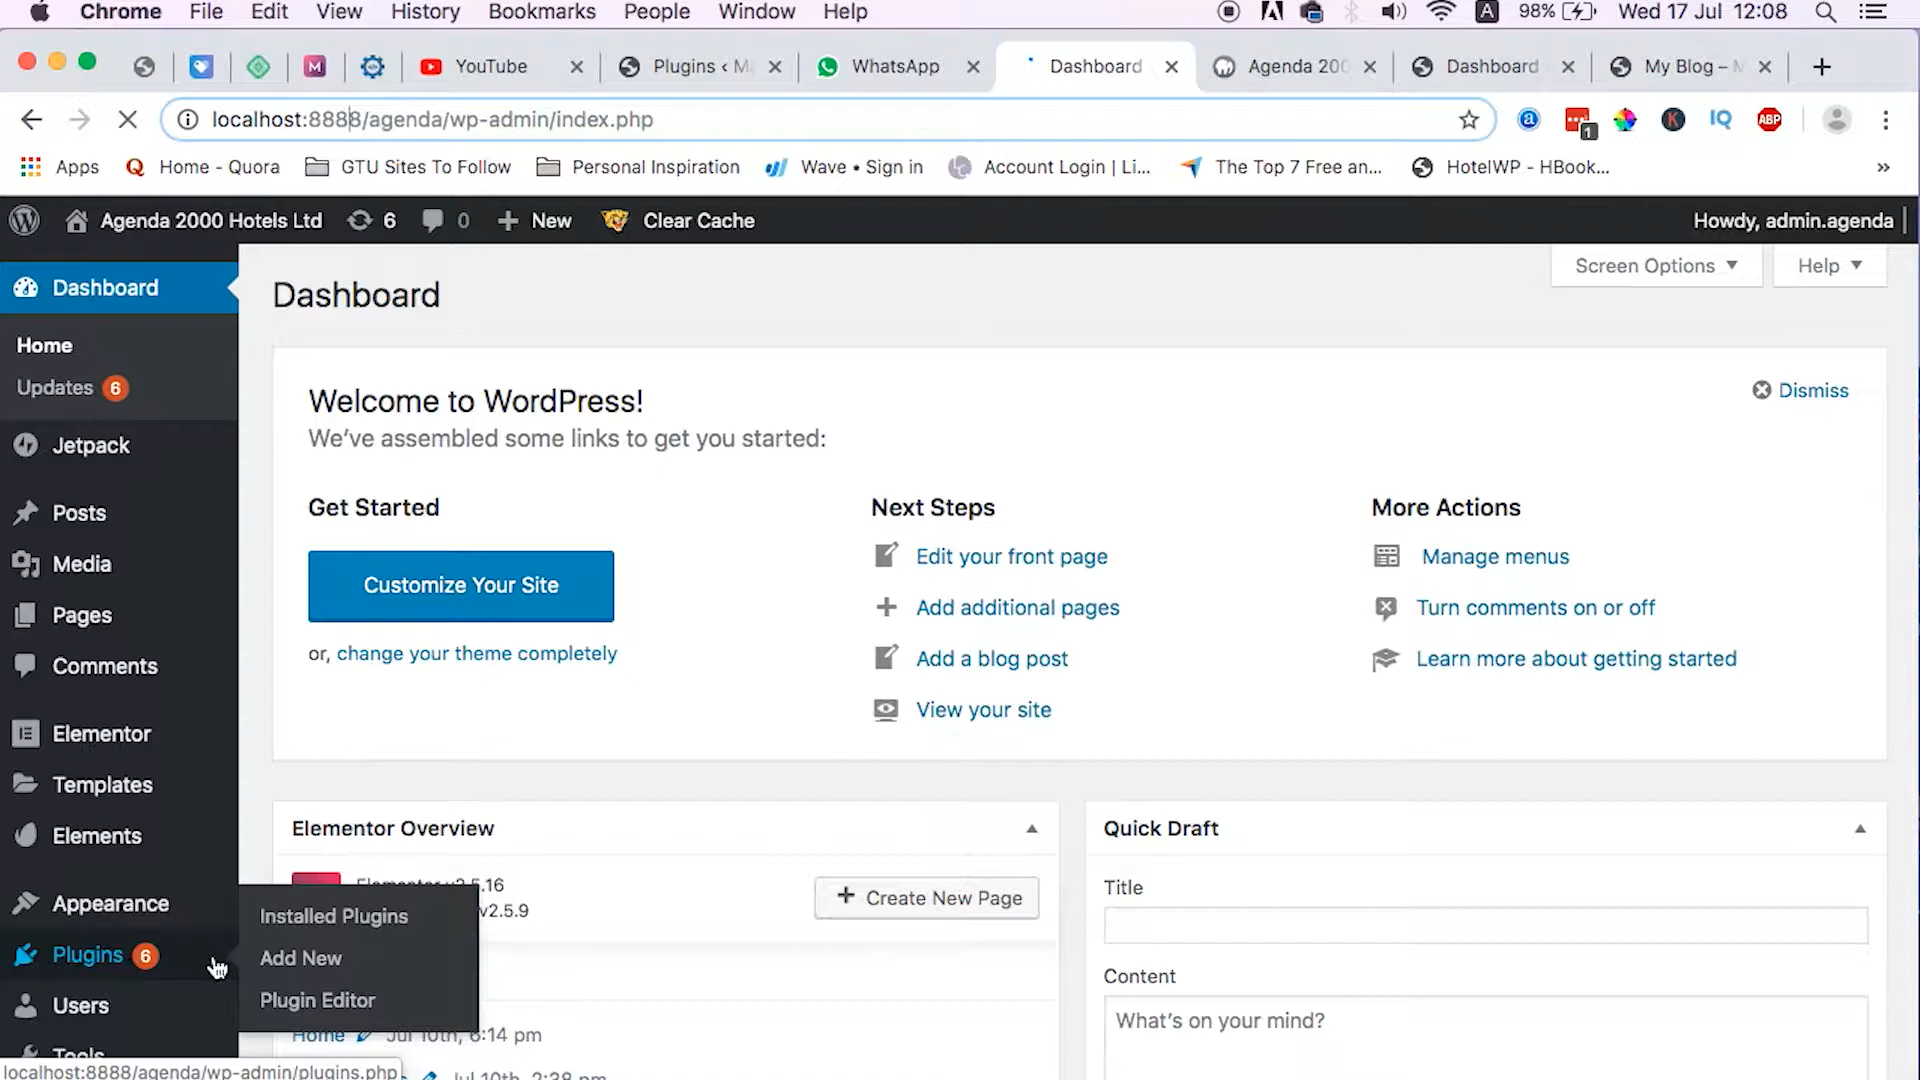 Chrome File Edit View History Bookmarks People Window Help 98% Wed 17 Jul 12:08
YouTube Plugins ‹ Ma WhatsApp Dashboard Agenda 200 Dashboard My Blog –
localhost:8888/agenda/wp-admin/index.php
a 1 K IQ ABP
Apps Home - Quora GTU Sites To Follow Personal Inspiration Wave • Sign in Account Login | Li... The Top 7 Free an... HotelWP - HBook... »
Agenda 2000 Hotels Ltd 6 0 New Clear Cache Howdy, admin.agenda
Dashboard
Home
Updates 6
Jetpack
Posts
Media
Pages
Comments
Elementor
Templates
Elements
Appearance
Plugins 6
Users
Tools
Installed Plugins
Add New
Plugin Editor
Screen Options Help
Dashboard
Welcome to WordPress!
We've assembled some links to get you started:
Dismiss
Get Started
Customize Your Site
or, change your theme completely
Next Steps
Edit your front page
Add additional pages
Add a blog post
View your site
More Actions
Manage menus
Turn comments on or off
Learn more about getting started
Elementor Overview
Elementor v2.5.16
v2.5.9
Create New Page
Home Jul 10th, 6:14 pm
Jul 10th, 2:38 pm
Quick Draft
Title
Content
What's on your mind?
localhost:8888/agenda/wp-admin/plugins.php